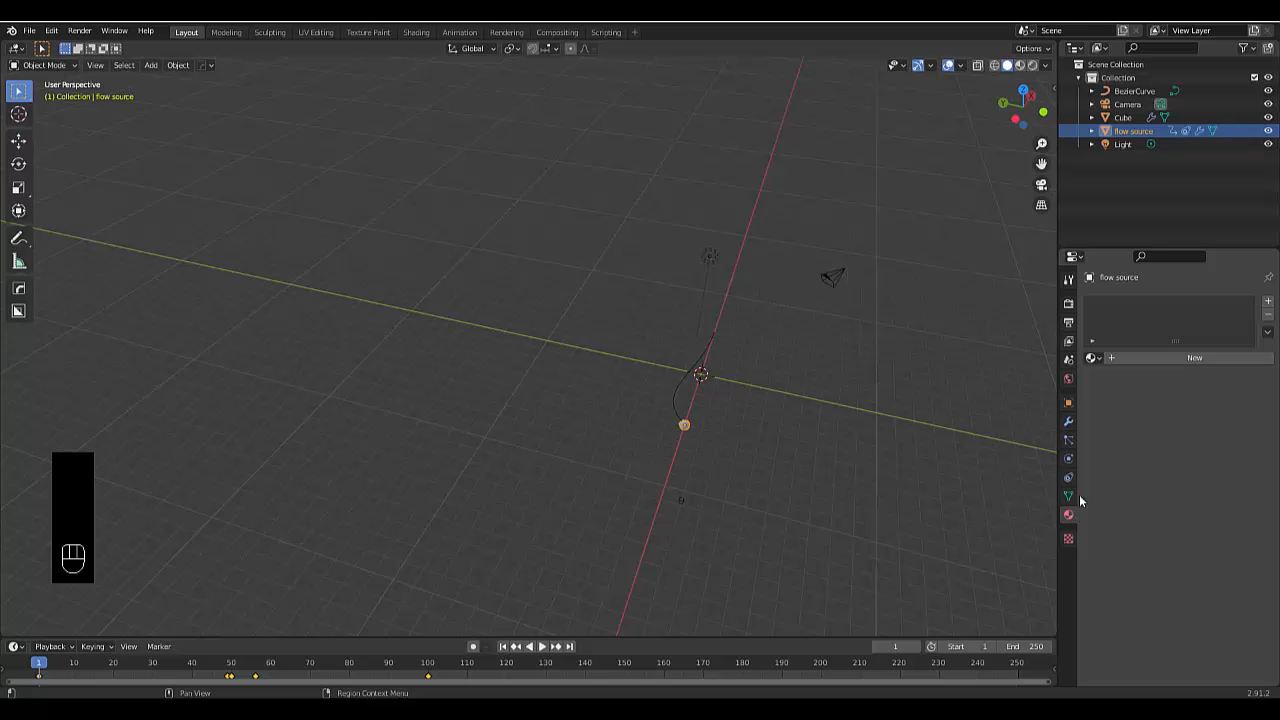 File Edit Render Window Help Layout Modeling Sculpting UV Editing Texture Paint Shading Animation Rendering Compositing Scripting + Scene View Layer
Global Options
Object Mode View Select Add Object
User Perspective
(1) Collection | flow source
Scene Collection
Collection
BezierCurve
Camera
Cube
flow source
Light
flow source
New
Playback Keying View Marker 1 Start 1 End 250
1 10 20 30 40 50 60 70 80 90 100 110 120 130 140 150 160 170 180 190 200 210 220 230 240 250
Pan View Region Context Menu 2.91.2